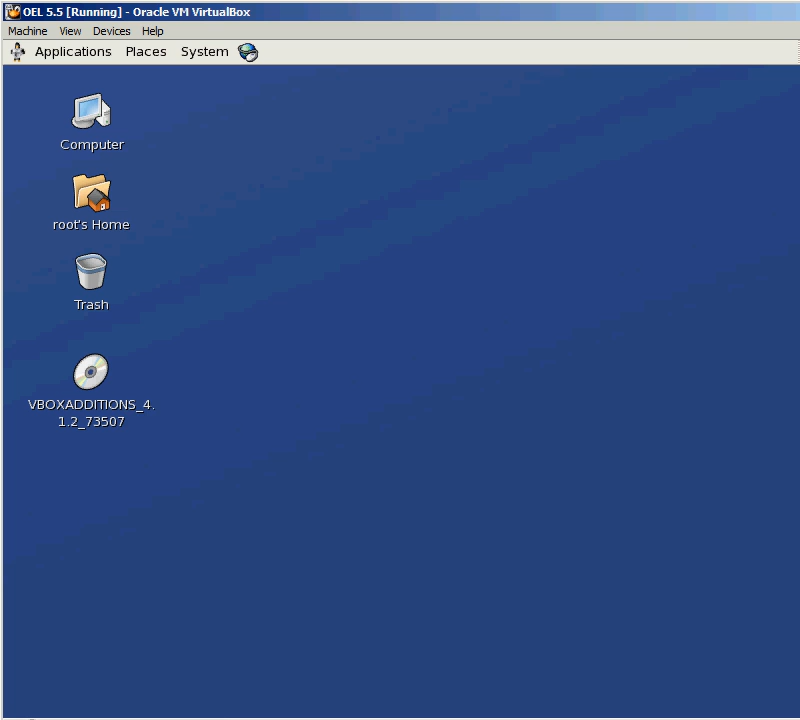 OEL 5.5 [Running] - Oracle VM VirtualBox
Machine View Devices Help
Applications Places System
Computer
root's Home
Trash
VBOXADDITIONS_4.
1.2_73507